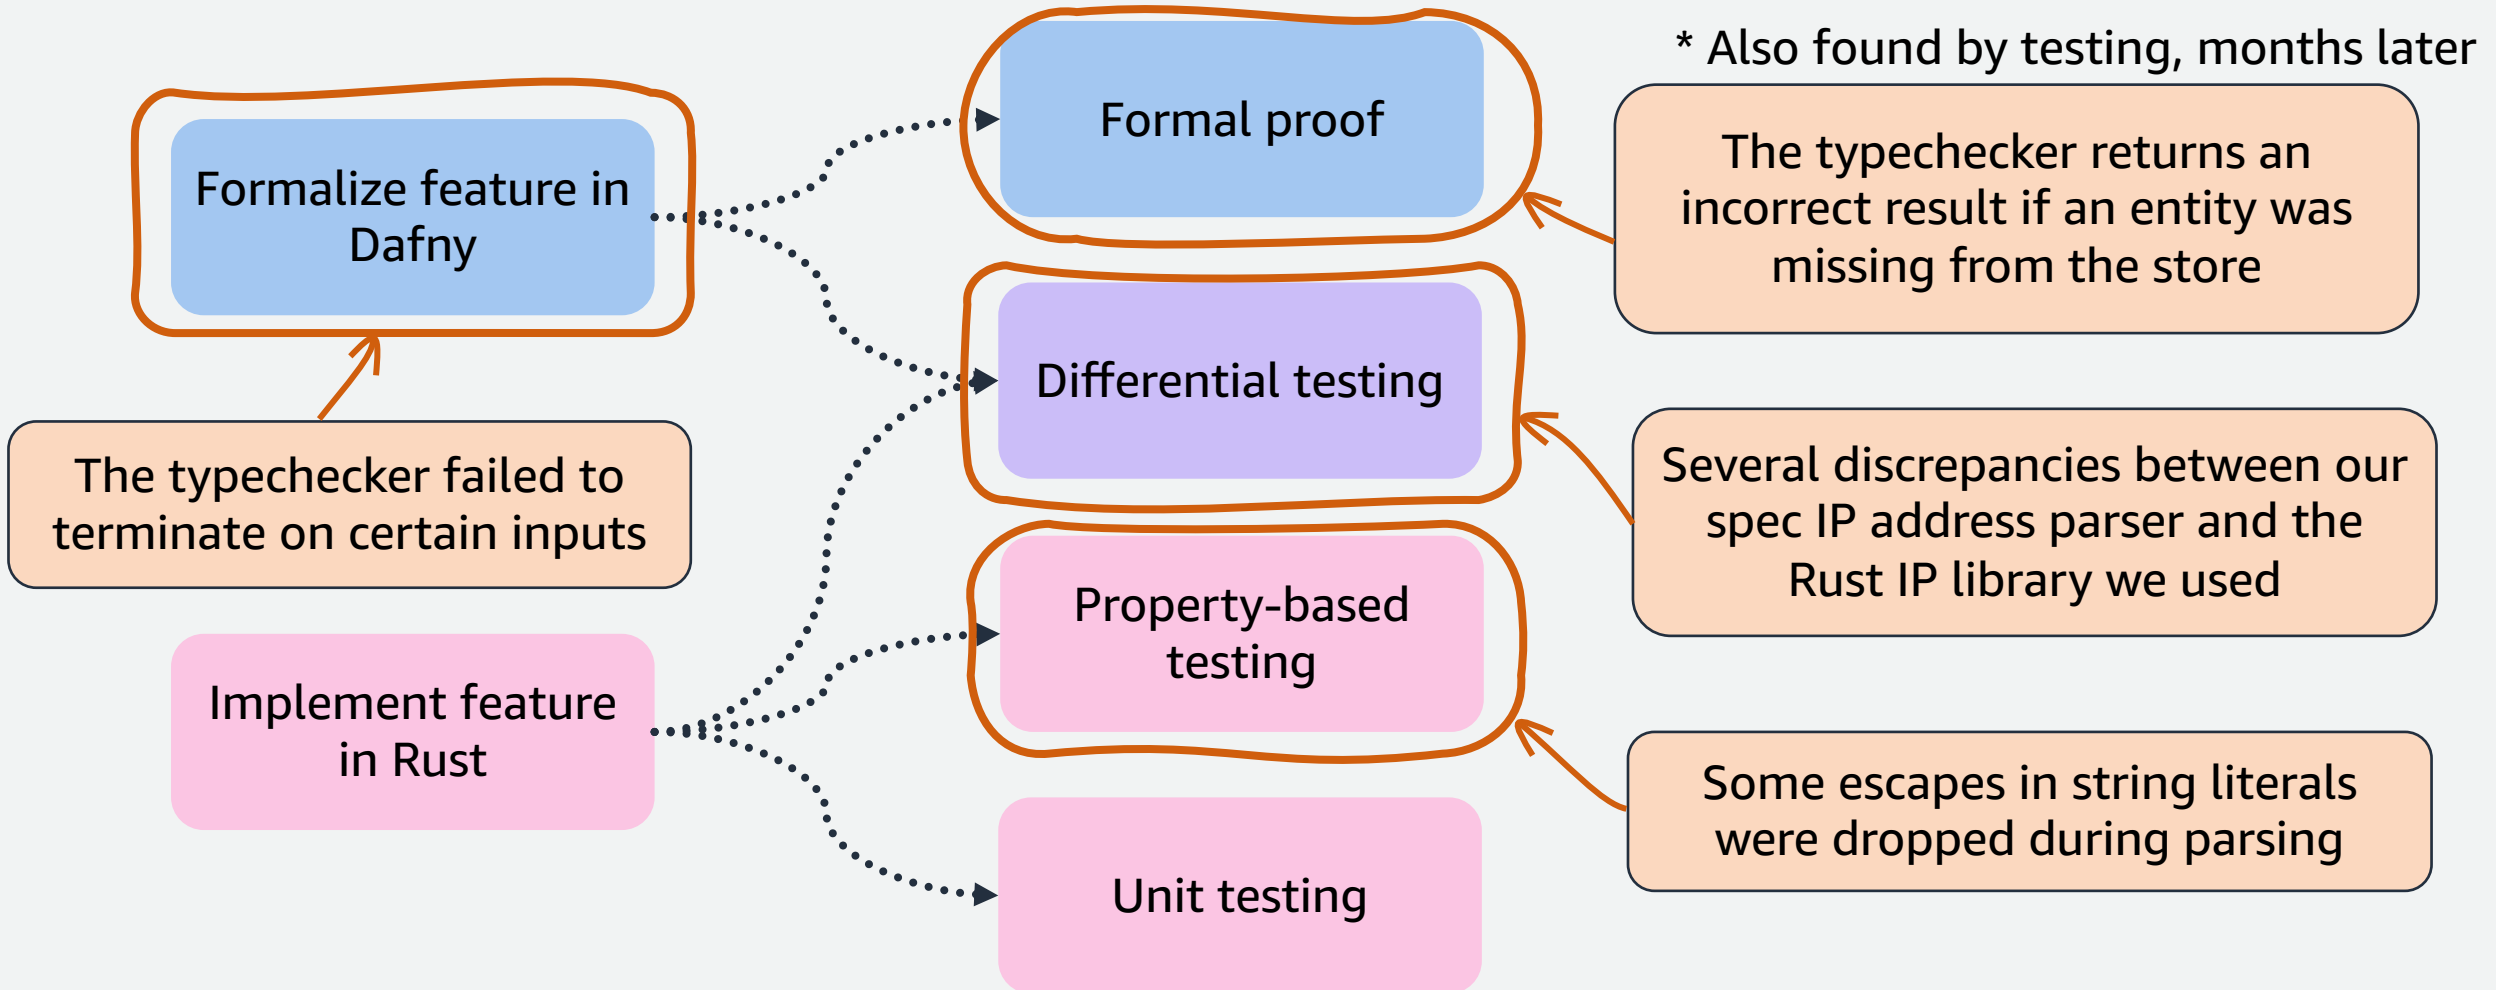 Formalize feature in
Dafny
The typechecker failed to
terminate on certain inputs
Implement feature
in Rust
Formal proof
Differential testing
Property-based
testing
Unit testing
* Also found by testing, months later
The typechecker returns an
incorrect result if an entity was
missing from the store
Several discrepancies between our
spec IP address parser and the
Rust IP library we used
Some escapes in string literals
were dropped during parsing